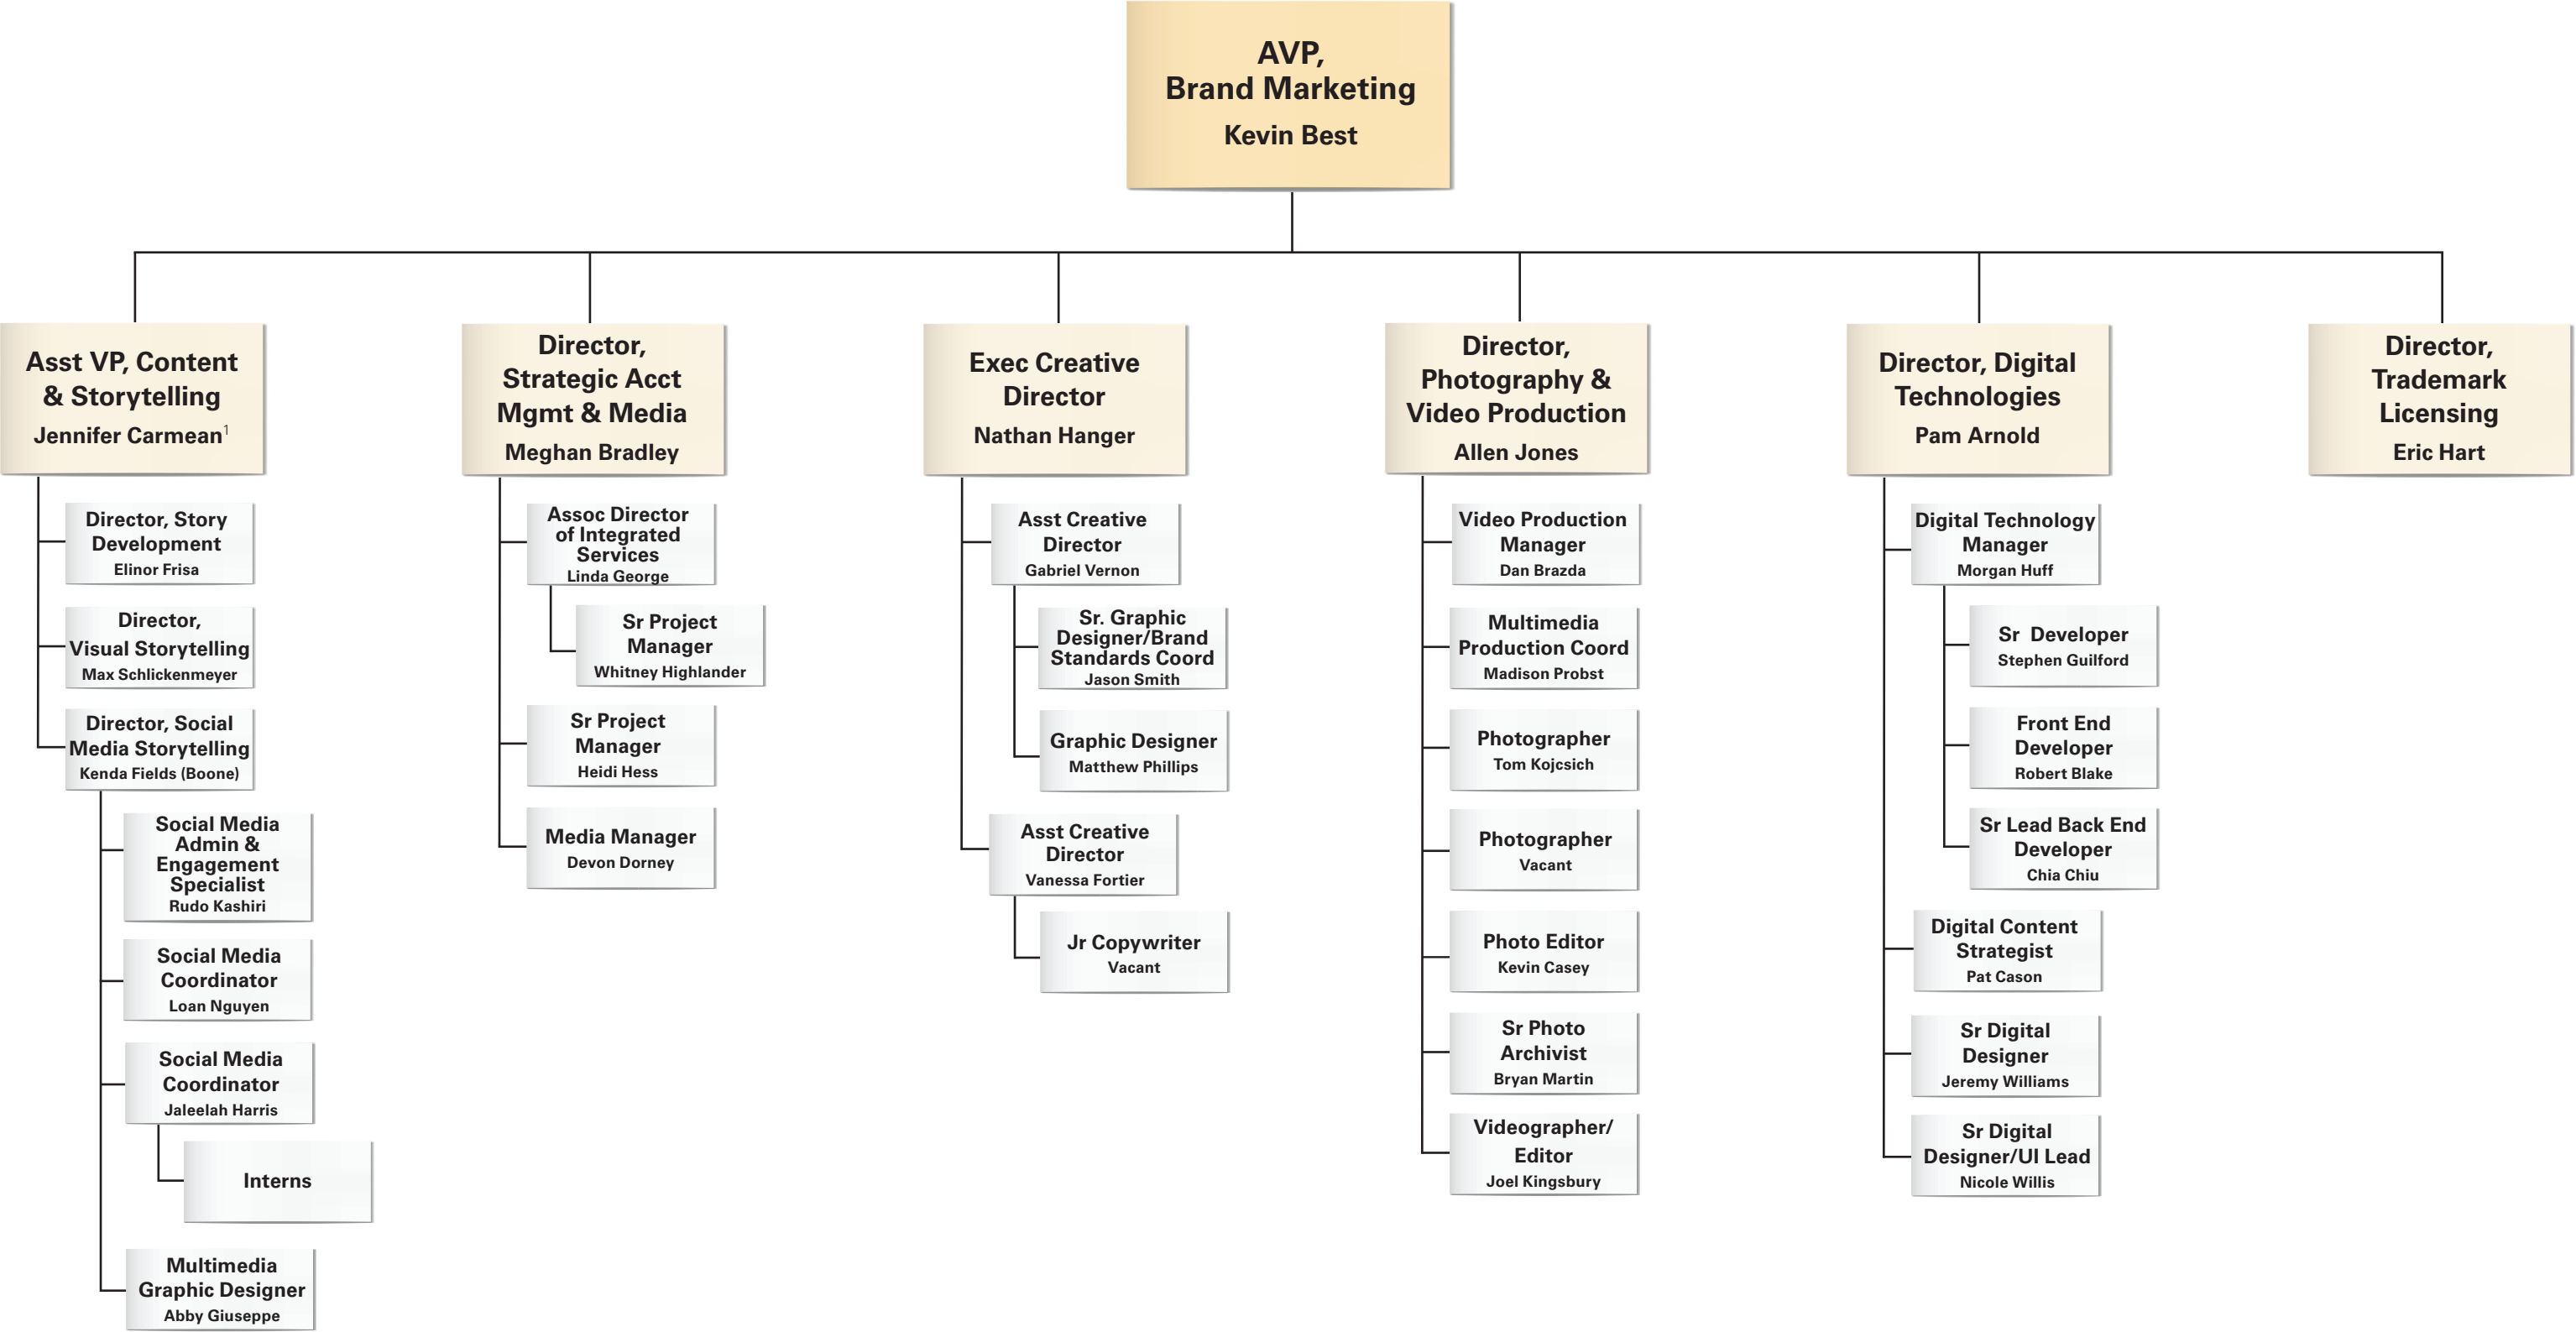 AVP,
Brand Marketing
Kevin Best
Asst VP, Content
& Storytelling
Jennifer Carmean¹
Director, Story
Development
Elinor Frisa
Director,
Visual Storytelling
Max Schlickenmeyer
Director, Social
Media Storytelling
Kenda Fields (Boone)
Social Media
Admin &
Engagement
Specialist
Rudo Kashiri
Social Media
Coordinator
Loan Nguyen
Social Media
Coordinator
Jaleelah Harris
Interns
Multimedia
Graphic Designer
Abby Giuseppe
Director,
Strategic Acct
Mgmt & Media
Meghan Bradley
Assoc Director
of Integrated
Services
Linda George
Sr Project
Manager
Whitney Highlander
Sr Project
Manager
Heidi Hess
Media Manager
Devon Dorney
Exec Creative
Director
Nathan Hanger
Asst Creative
Director
Gabriel Vernon
Sr. Graphic
Designer/Brand
Standards Coord
Jason Smith
Graphic Designer
Matthew Phillips
Asst Creative
Director
Vanessa Fortier
Jr Copywriter
Vacant
Director,
Photography &
Video Production
Allen Jones
Video Production
Manager
Dan Brazda
Multimedia
Production Coord
Madison Probst
Photographer
Tom Kojcsich
Photographer
Vacant
Photo Editor
Kevin Casey
Sr Photo
Archivist
Bryan Martin
Videographer/
Editor
Joel Kingsbury
Director, Digital
Technologies
Pam Arnold
Digital Technology
Manager
Morgan Huff
Sr Developer
Stephen Guilford
Front End
Developer
Robert Blake
Sr Lead Back End
Developer
Chia Chiu
Digital Content
Strategist
Pat Cason
Sr Digital
Designer
Jeremy Williams
Sr Digital
Designer/UI Lead
Nicole Willis
Director,
Trademark
Licensing
Eric Hart